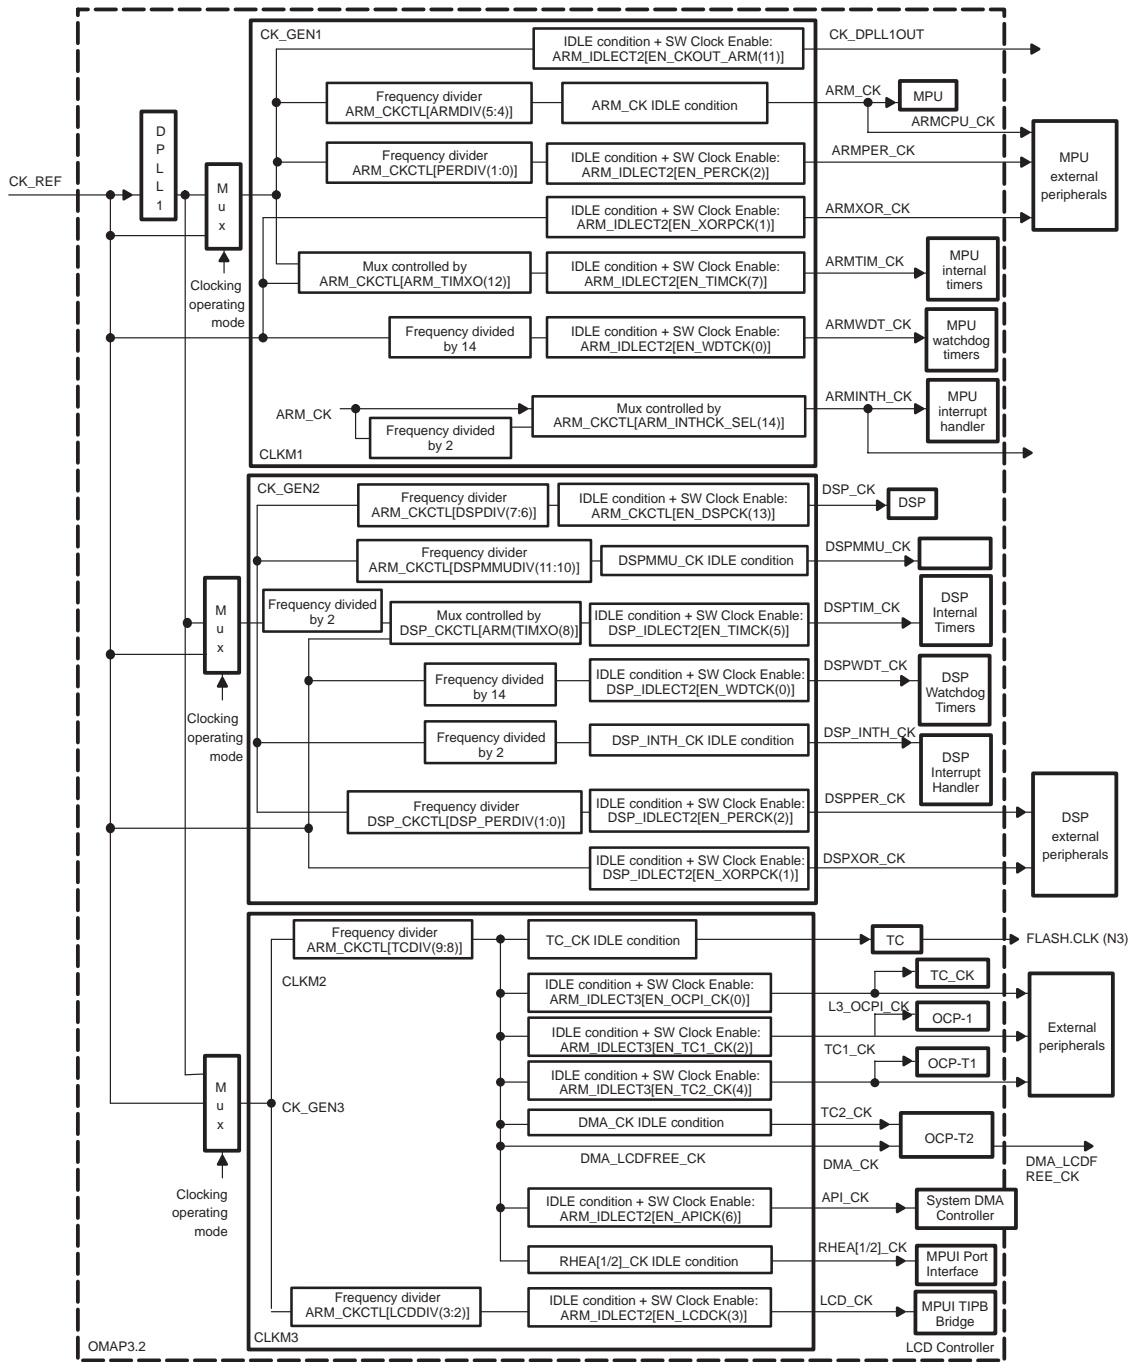 CK_GEN1
IDLE condition + SW Clock Enable:
ARM_IDLECT2[EN_CKOUT_ARM(11)]
CK_DPLL1OUT
Frequency divider
ARM_CKCTL[ARMDIV(5:4)]
ARM_CK IDLE condition
ARM_CK
MPU
ARMCPU_CK
DPLL1
CK_REF
Mux
Clocking
operating
mode
Frequency divider
ARM_CKCTL[PERDIV(1:0)]
IDLE condition + SW Clock Enable:
ARM_IDLECT2[EN_PERCK(2)]
ARMPER_CK
MPU
external
peripherals
IDLE condition + SW Clock Enable:
ARM_IDLECT2[EN_XORPCK(1)]
ARMXOR_CK
Mux controlled by
ARM_CKCTL[ARM_TIMXO(12)]
IDLE condition + SW Clock Enable:
ARM_IDLECT2[EN_TIMCK(7)]
ARMTIM_CK
MPU
internal
timers
Frequency divided
by 14
IDLE condition + SW Clock Enable:
ARM_IDLECT2[EN_WDTCK(0)]
ARMWDT_CK
MPU
watchdog
timers
ARM_CK
Frequency divided
by 2
Mux controlled by
ARM_CKCTL[ARM_INTHCK_SEL(14)]
ARMINTH_CK
MPU
interrupt
handler
CLKM1
CK_GEN2
Frequency divider
ARM_CKCTL[DSPDIV(7:6)]
IDLE condition + SW Clock Enable:
ARM_CKCTL[EN_DSPCK(13)]
DSP_CK
DSP
Frequency divider
ARM_CKCTL[DSPMMUDIV(11:10)]
DSPMMU_CK IDLE condition
DSPMMU_CK
Mux
Clocking
operating
mode
Frequency divided
by 2
Mux controlled by
DSP_CKCTL[ARM(TIMXO(8)]
IDLE condition + SW Clock Enable:
DSP_IDLECT2[EN_TIMCK(5)]
DSPTIM_CK
DSP
Internal
Timers
Frequency divided
by 14
IDLE condition + SW Clock Enable:
DSP_IDLECT2[EN_WDTCK(0)]
DSPWDT_CK
DSP
Watchdog
Timers
Frequency divided
by 2
DSP_INTH_CK IDLE condition
DSP_INTH_CK
DSP
Interrupt
Handler
Frequency divider
DSP_CKCTL[DSP_PERDIV(1:0)]
IDLE condition + SW Clock Enable:
DSP_IDLECT2[EN_PERCK(2)]
DSPPER_CK
DSP
external
peripherals
IDLE condition + SW Clock Enable:
DSP_IDLECT2[EN_XORPCK(1)]
DSPXOR_CK
Frequency divider
ARM_CKCTL[TCDIV(9:8)]
TC_CK IDLE condition
TC
FLASH.CLK (N3)
CLKM2
IDLE condition + SW Clock Enable:
ARM_IDLECT3[EN_OCPI_CK(0)]
TC_CK
L3_OCPI_CK
IDLE condition + SW Clock Enable:
ARM_IDLECT3[EN_TC1_CK(2)]
OCP-1
External
peripherals
TC1_CK
IDLE condition + SW Clock Enable:
ARM_IDLECT3[EN_TC2_CK(4)]
OCP-T1
Mux
Clocking
operating
mode
CK_GEN3
DMA_CK IDLE condition
TC2_CK
OCP-T2
DMA_LCDFREE_CK
DMA_CK
DMA_LCDF
REE_CK
IDLE condition + SW Clock Enable:
ARM_IDLECT2[EN_APICK(6)]
API_CK
System DMA
Controller
RHEA[1/2]_CK IDLE condition
RHEA[1/2]_CK
MPUI Port
Interface
Frequency divider
ARM_CKCTL[LCDDIV(3:2)]
IDLE condition + SW Clock Enable:
ARM_IDLECT2[EN_LCDCK(3)]
LCD_CK
MPUI TIPB
Bridge
CLKM3
OMAP3.2
LCD Controller